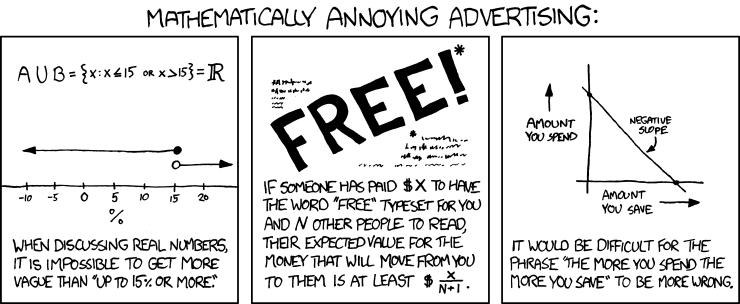 MATHEMATICALLY ANNOYING ADVERTISING:
A ∪ B = {x: x ≤ 15 OR x > 15} = ℝ
-10 -5 0 5 10 15 20
%
WHEN DISCUSSING REAL NUMBERS,
IT IS IMPOSSIBLE TO GET MORE
VAGUE THAN "UP TO 15% OR MORE."
FREE!*
*
IF SOMEONE HAS PAID $X TO HAVE
THE WORD "FREE" TYPESET FOR YOU
AND N OTHER PEOPLE TO READ,
THEIR EXPECTED VALUE FOR THE
MONEY THAT WILL MOVE FROM YOU
TO THEM IS AT LEAST $ X/(N+1).
AMOUNT
YOU SPEND
NEGATIVE
SLOPE
AMOUNT
YOU SAVE
IT WOULD BE DIFFICULT FOR THE
PHRASE "THE MORE YOU SPEND THE
MORE YOU SAVE" TO BE MORE WRONG.